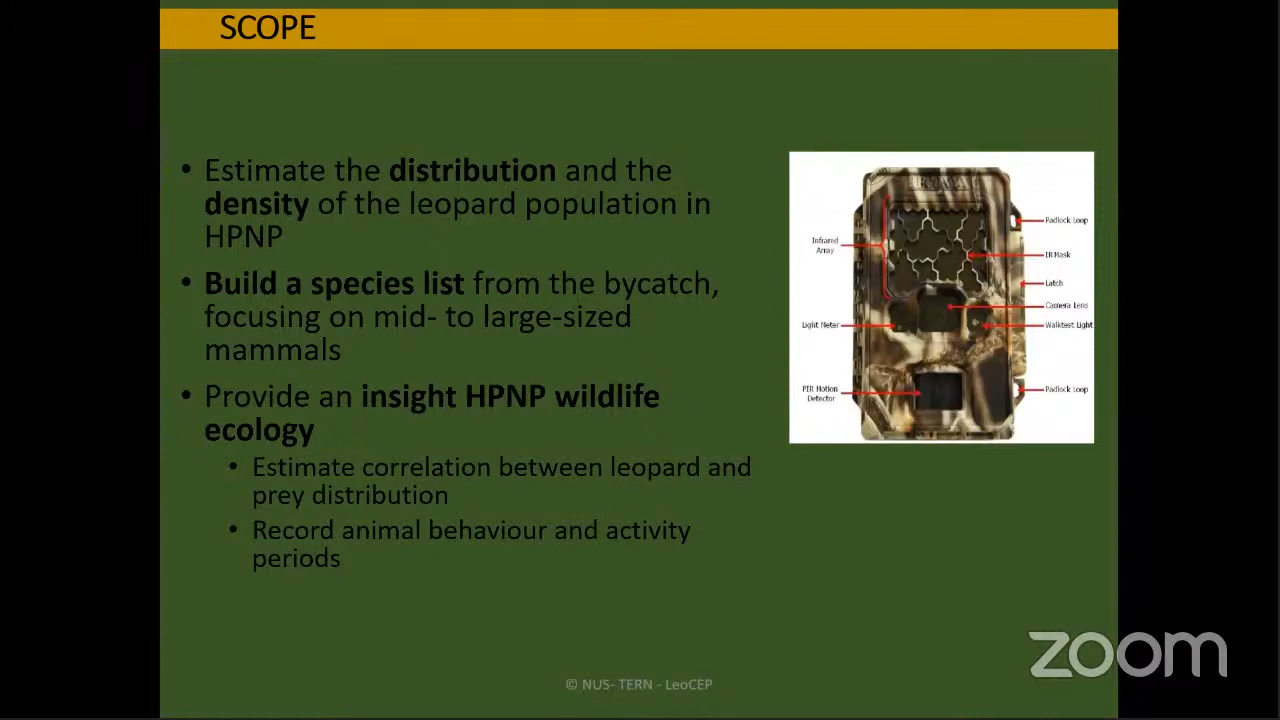 SCOPE
• Estimate the distribution and the
density of the leopard population in
HPNP
• Build a species list from the bycatch,
focusing on mid- to large-sized
mammals
• Provide an insight HPNP wildlife
ecology
• Estimate correlation between leopard and
prey distribution
• Record animal behaviour and activity
periods
Infrared
Array
Light Meter
PIR Motion
Detector
Padlock Loop
IR Mask
Latch
Camera Lens
Walktest Light
Padlock Loop
zoom
© NUS- TERN - LeoCEP